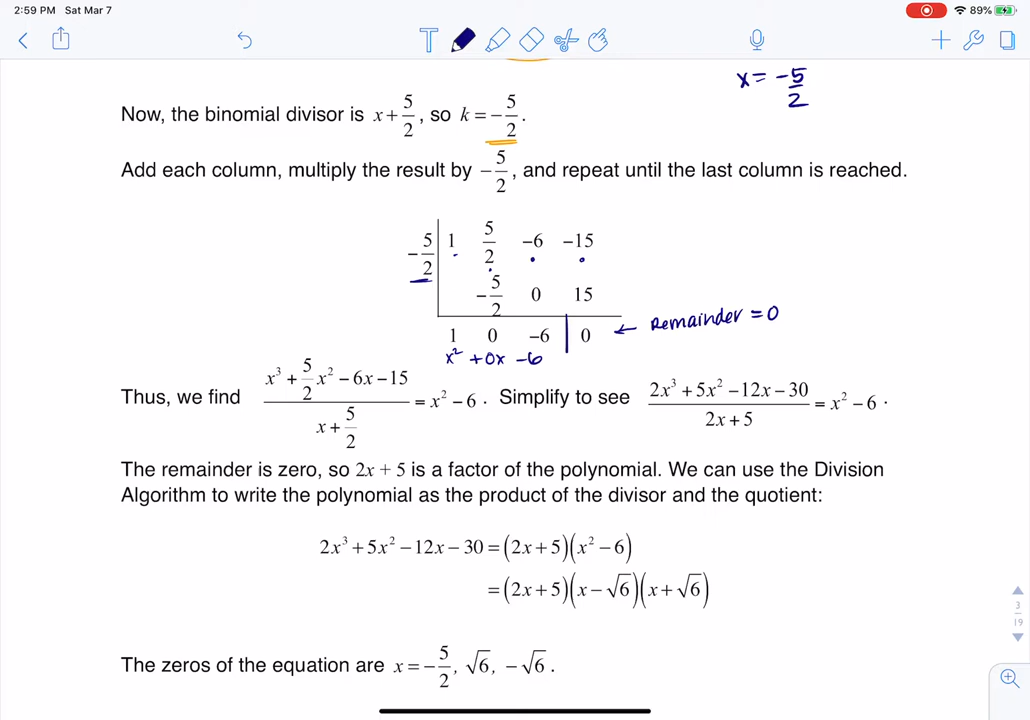 2:59 PM Sat Mar 7 89%
T
x = -5/2
Now, the binomial divisor is x + 5/2, so k = −5/2.
Add each column, multiply the result by −5/2, and repeat until the last column is reached.
−5/2 | 1 5/2 −6 −15
−5/2 0 15
1 0 −6 | 0 ← Remainder = 0
x² + 0x − 6
Thus, we find (x³ + 5/2 x² − 6x − 15)/(x + 5/2) = x² − 6. Simplify to see (2x³ + 5x² − 12x − 30)/(2x + 5) = x² − 6.
The remainder is zero, so 2x + 5 is a factor of the polynomial. We can use the Division
Algorithm to write the polynomial as the product of the divisor and the quotient:
2x³ + 5x² − 12x − 30 = (2x + 5)(x² − 6)
= (2x + 5)(x − √6)(x + √6)
3
19
The zeros of the equation are x = −5/2, √6, −√6.